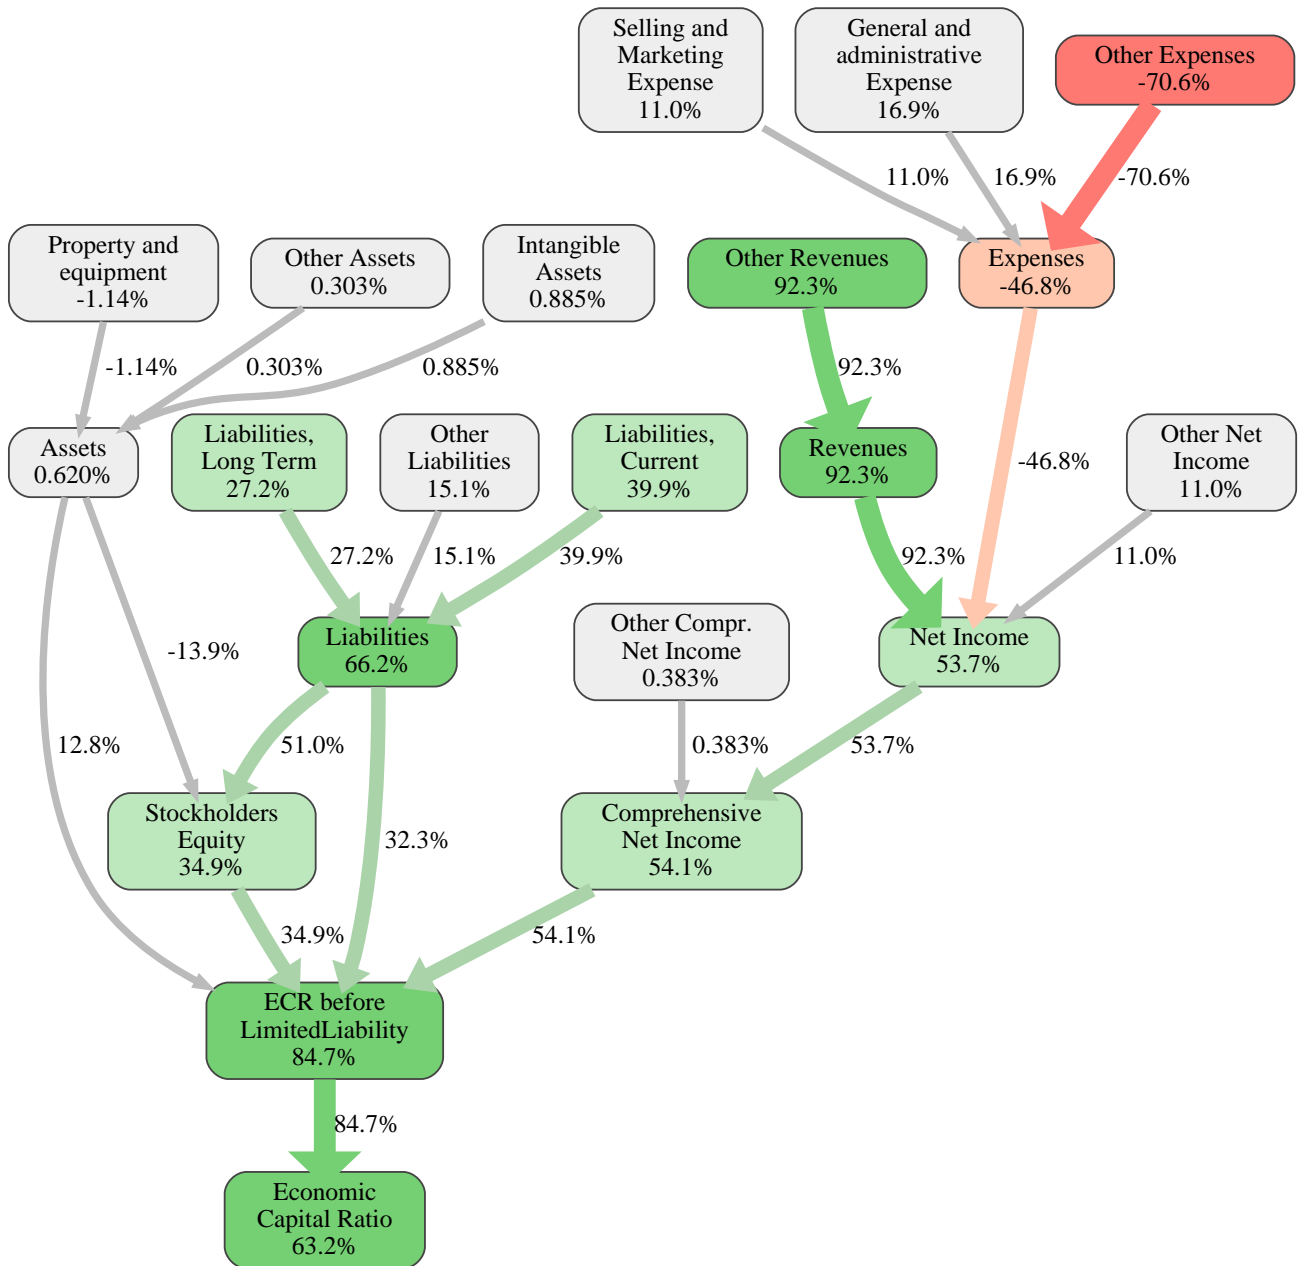 Selling and
Marketing
Expense
11.0%
General and
administrative
Expense
16.9%
Other Expenses
-70.6%
11.0%
16.9%
-70.6%
Property and
equipment
-1.14%
Other Assets
0.303%
Intangible
Assets
0.885%
Other Revenues
92.3%
Expenses
-46.8%
-1.14%
0.303%
0.885%
92.3%
-46.8%
Assets
0.620%
Liabilities,
Long Term
27.2%
Other
Liabilities
15.1%
Liabilities,
Current
39.9%
Revenues
92.3%
Other Net
Income
11.0%
27.2%
15.1%
39.9%
92.3%
11.0%
-13.9%
Liabilities
66.2%
Other Compr.
Net Income
0.383%
Net Income
53.7%
12.8%
51.0%
32.3%
0.383%
53.7%
Stockholders
Equity
34.9%
Comprehensive
Net Income
54.1%
34.9%
54.1%
ECR before
LimitedLiability
84.7%
84.7%
Economic
Capital Ratio
63.2%